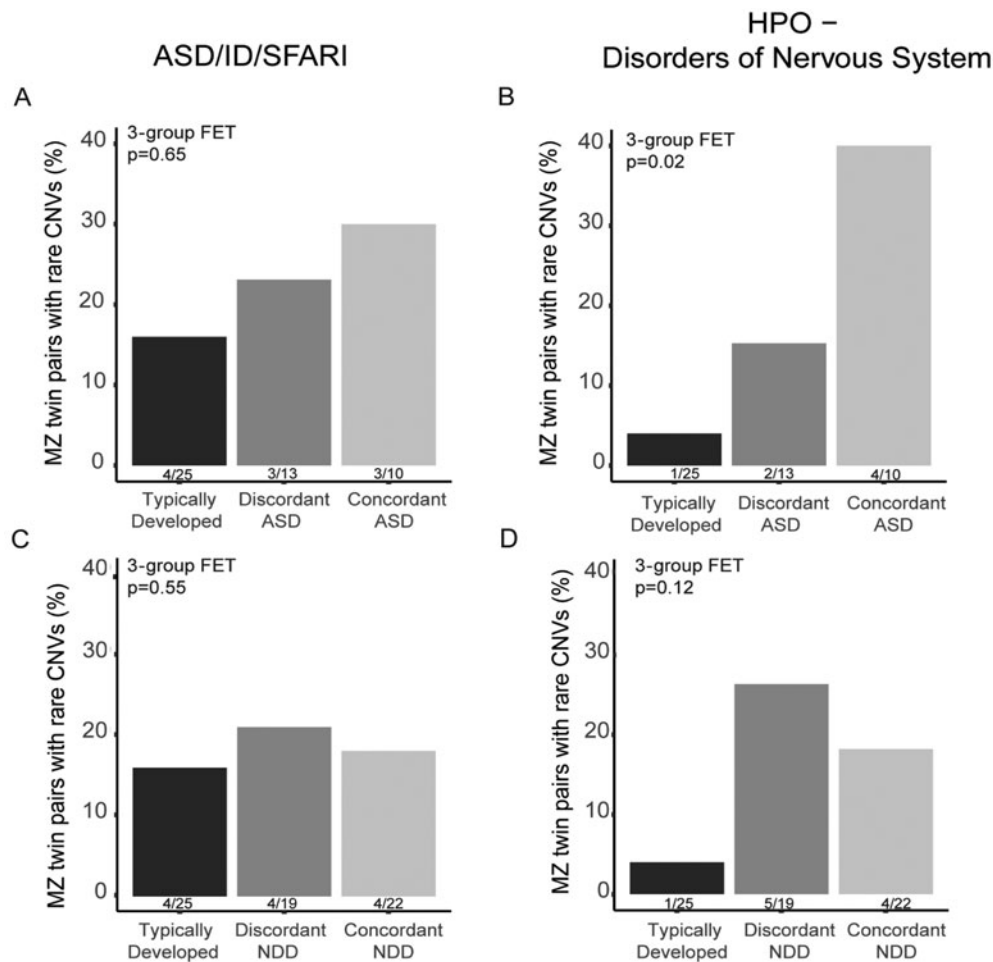 ASD/ID/SFARI
HPO –
Disorders of Nervous System
A
3-group FET
p=0.65
MZ twin pairs with rare CNVs (%)
40
30
20
10
0
4/25
3/13
3/10
Typically
Developed
Discordant
ASD
Concordant
ASD
B
3-group FET
p=0.02
MZ twin pairs with rare CNVs (%)
40
30
20
10
0
1/25
2/13
4/10
Typically
Developed
Discordant
ASD
Concordant
ASD
C
3-group FET
p=0.55
MZ twin pairs with rare CNVs (%)
40
30
20
10
0
4/25
4/19
4/22
Typically
Developed
Discordant
NDD
Concordant
NDD
D
3-group FET
p=0.12
MZ twin pairs with rare CNVs (%)
40
30
20
10
0
1/25
5/19
4/22
Typically
Developed
Discordant
NDD
Concordant
NDD